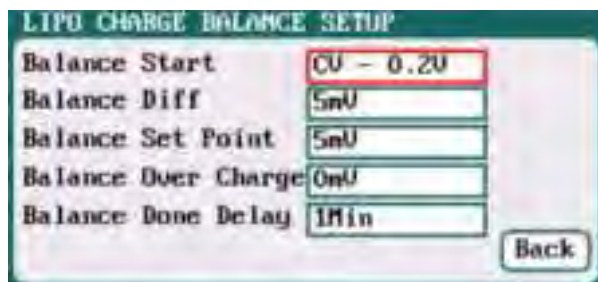 LIPO CHARGE BALANCE SETUP
Balance Start CV - 0.2V
Balance Diff 5mV
Balance Set Point 5mV
Balance Over Charge 0mV
Balance Done Delay 1Min
Back